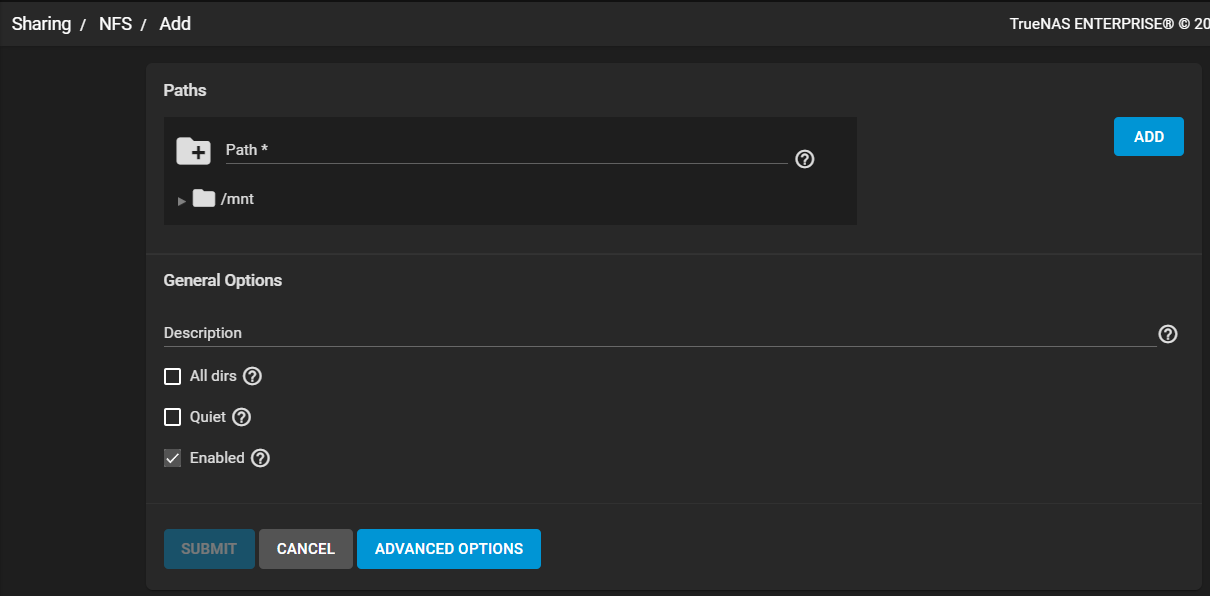 Sharing / NFS / Add
TrueNAS ENTERPRISE® © 20
Paths
Path *
ADD
/mnt
General Options
Description
All dirs
Quiet
Enabled
SUBMIT CANCEL ADVANCED OPTIONS